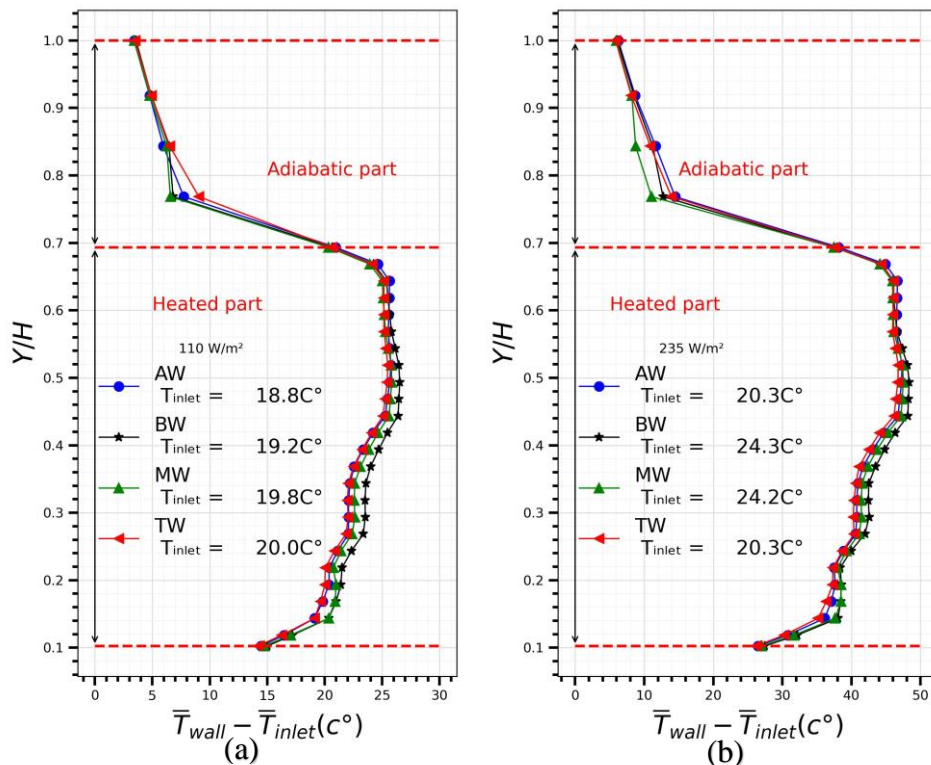 1.0
0.9
0.8
0.7
0.6
0.5
0.4
0.3
0.2
0.1
Y/H
Adiabatic part
Heated part
110 W/m²
AW
Tinlet = 18.8C°
BW
Tinlet = 19.2C°
MW
Tinlet = 19.8C°
TW
Tinlet = 20.0C°
0 5 10 15 20 25 30
T̿wall − T̿inlet(c°)
(a)
1.0
0.9
0.8
0.7
0.6
0.5
0.4
0.3
0.2
0.1
Y/H
Adiabatic part
Heated part
235 W/m²
AW
Tinlet = 20.3C°
BW
Tinlet = 24.3C°
MW
Tinlet = 24.2C°
TW
Tinlet = 20.3C°
0 10 20 30 40 50
T̿wall − T̿inlet(c°)
(b)